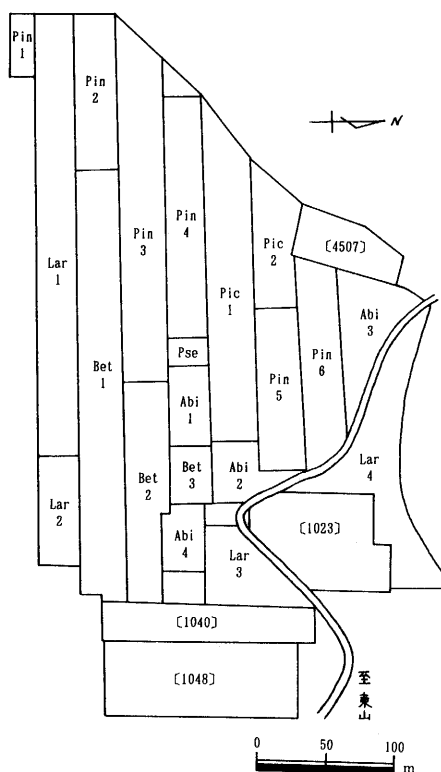 Pin
1
Pin
2
Pin
3
Pin
4
N
Pic
2
[4507]
Lar
1
Pic
1
Abi
3
Pse
Bet
1
Abi
1
Pin
5
Pin
6
Bet
2
Bet
3
Abi
2
Lar
4
Lar
2
Abi
4
Lar
3
[1023]
[1040]
[1048]
至
東
山
0 50 100
m